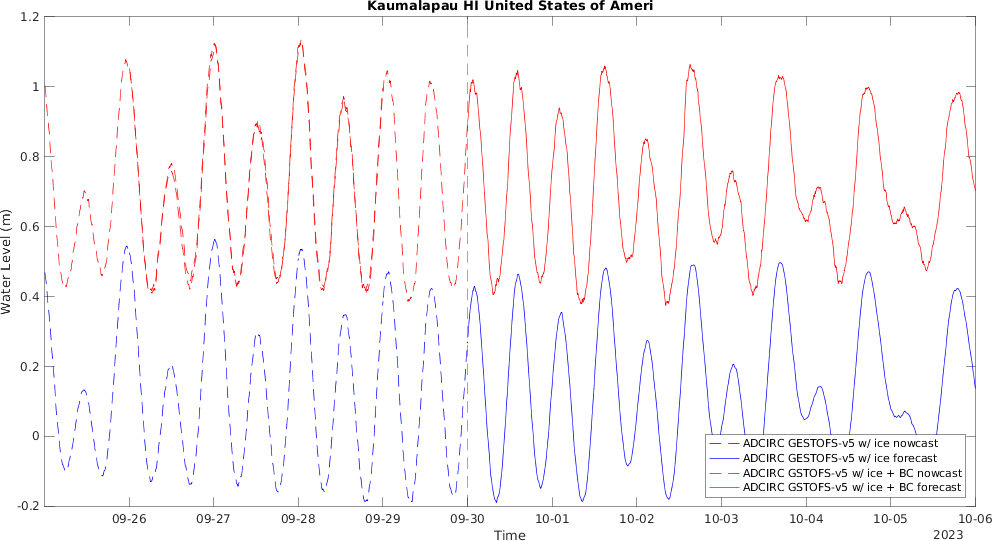 Kaumalapau HI United States of Ameri
Water Level (m)
1.2
1
0.8
0.6
0.4
0.2
0
-0.2
ADCIRC GESTOFS-v5 w/ ice nowcast
ADCIRC GESTOFS-v5 w/ ice forecast
ADCIRC GSTOFS-v5 w/ ice + BC nowcast
ADCIRC GSTOFS-v5 w/ ice + BC forecast
09-26 09-27 09-28 09-29 09-30 10-01 10-02 10-03 10-04 10-05 10-06
Time
2023